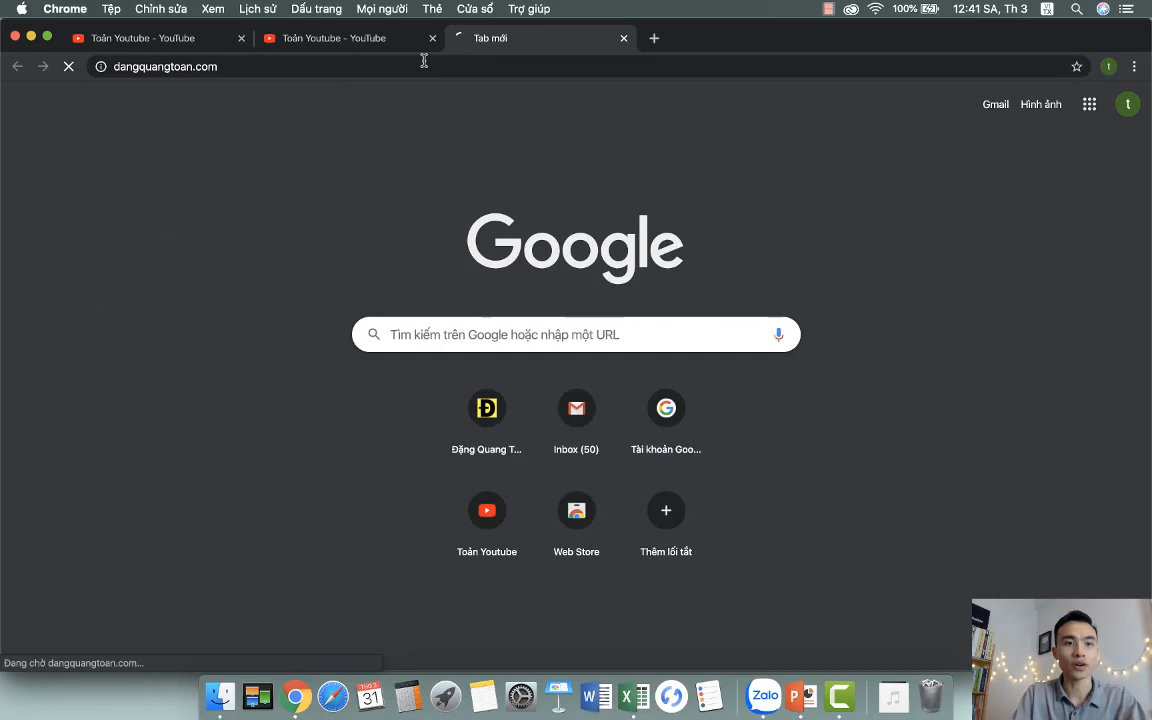 Chrome Tệp Chỉnh sửa Xem Lịch sử Dấu trang Mọi người Thẻ Cửa sổ Trợ giúp 100% 12:41 SA, Th 3
Toản Youtube - YouTube Toản Youtube - YouTube Tab mới
dangquangtoan.com t
Gmail Hình ảnh t
Google
Tìm kiếm trên Google hoặc nhập một URL
Đ
Đặng Quang T... Inbox (50) Tài khoản Goo...
Toản Youtube Web Store Thêm lối tắt
Đang chờ dangquangtoan.com...
31 Zalo